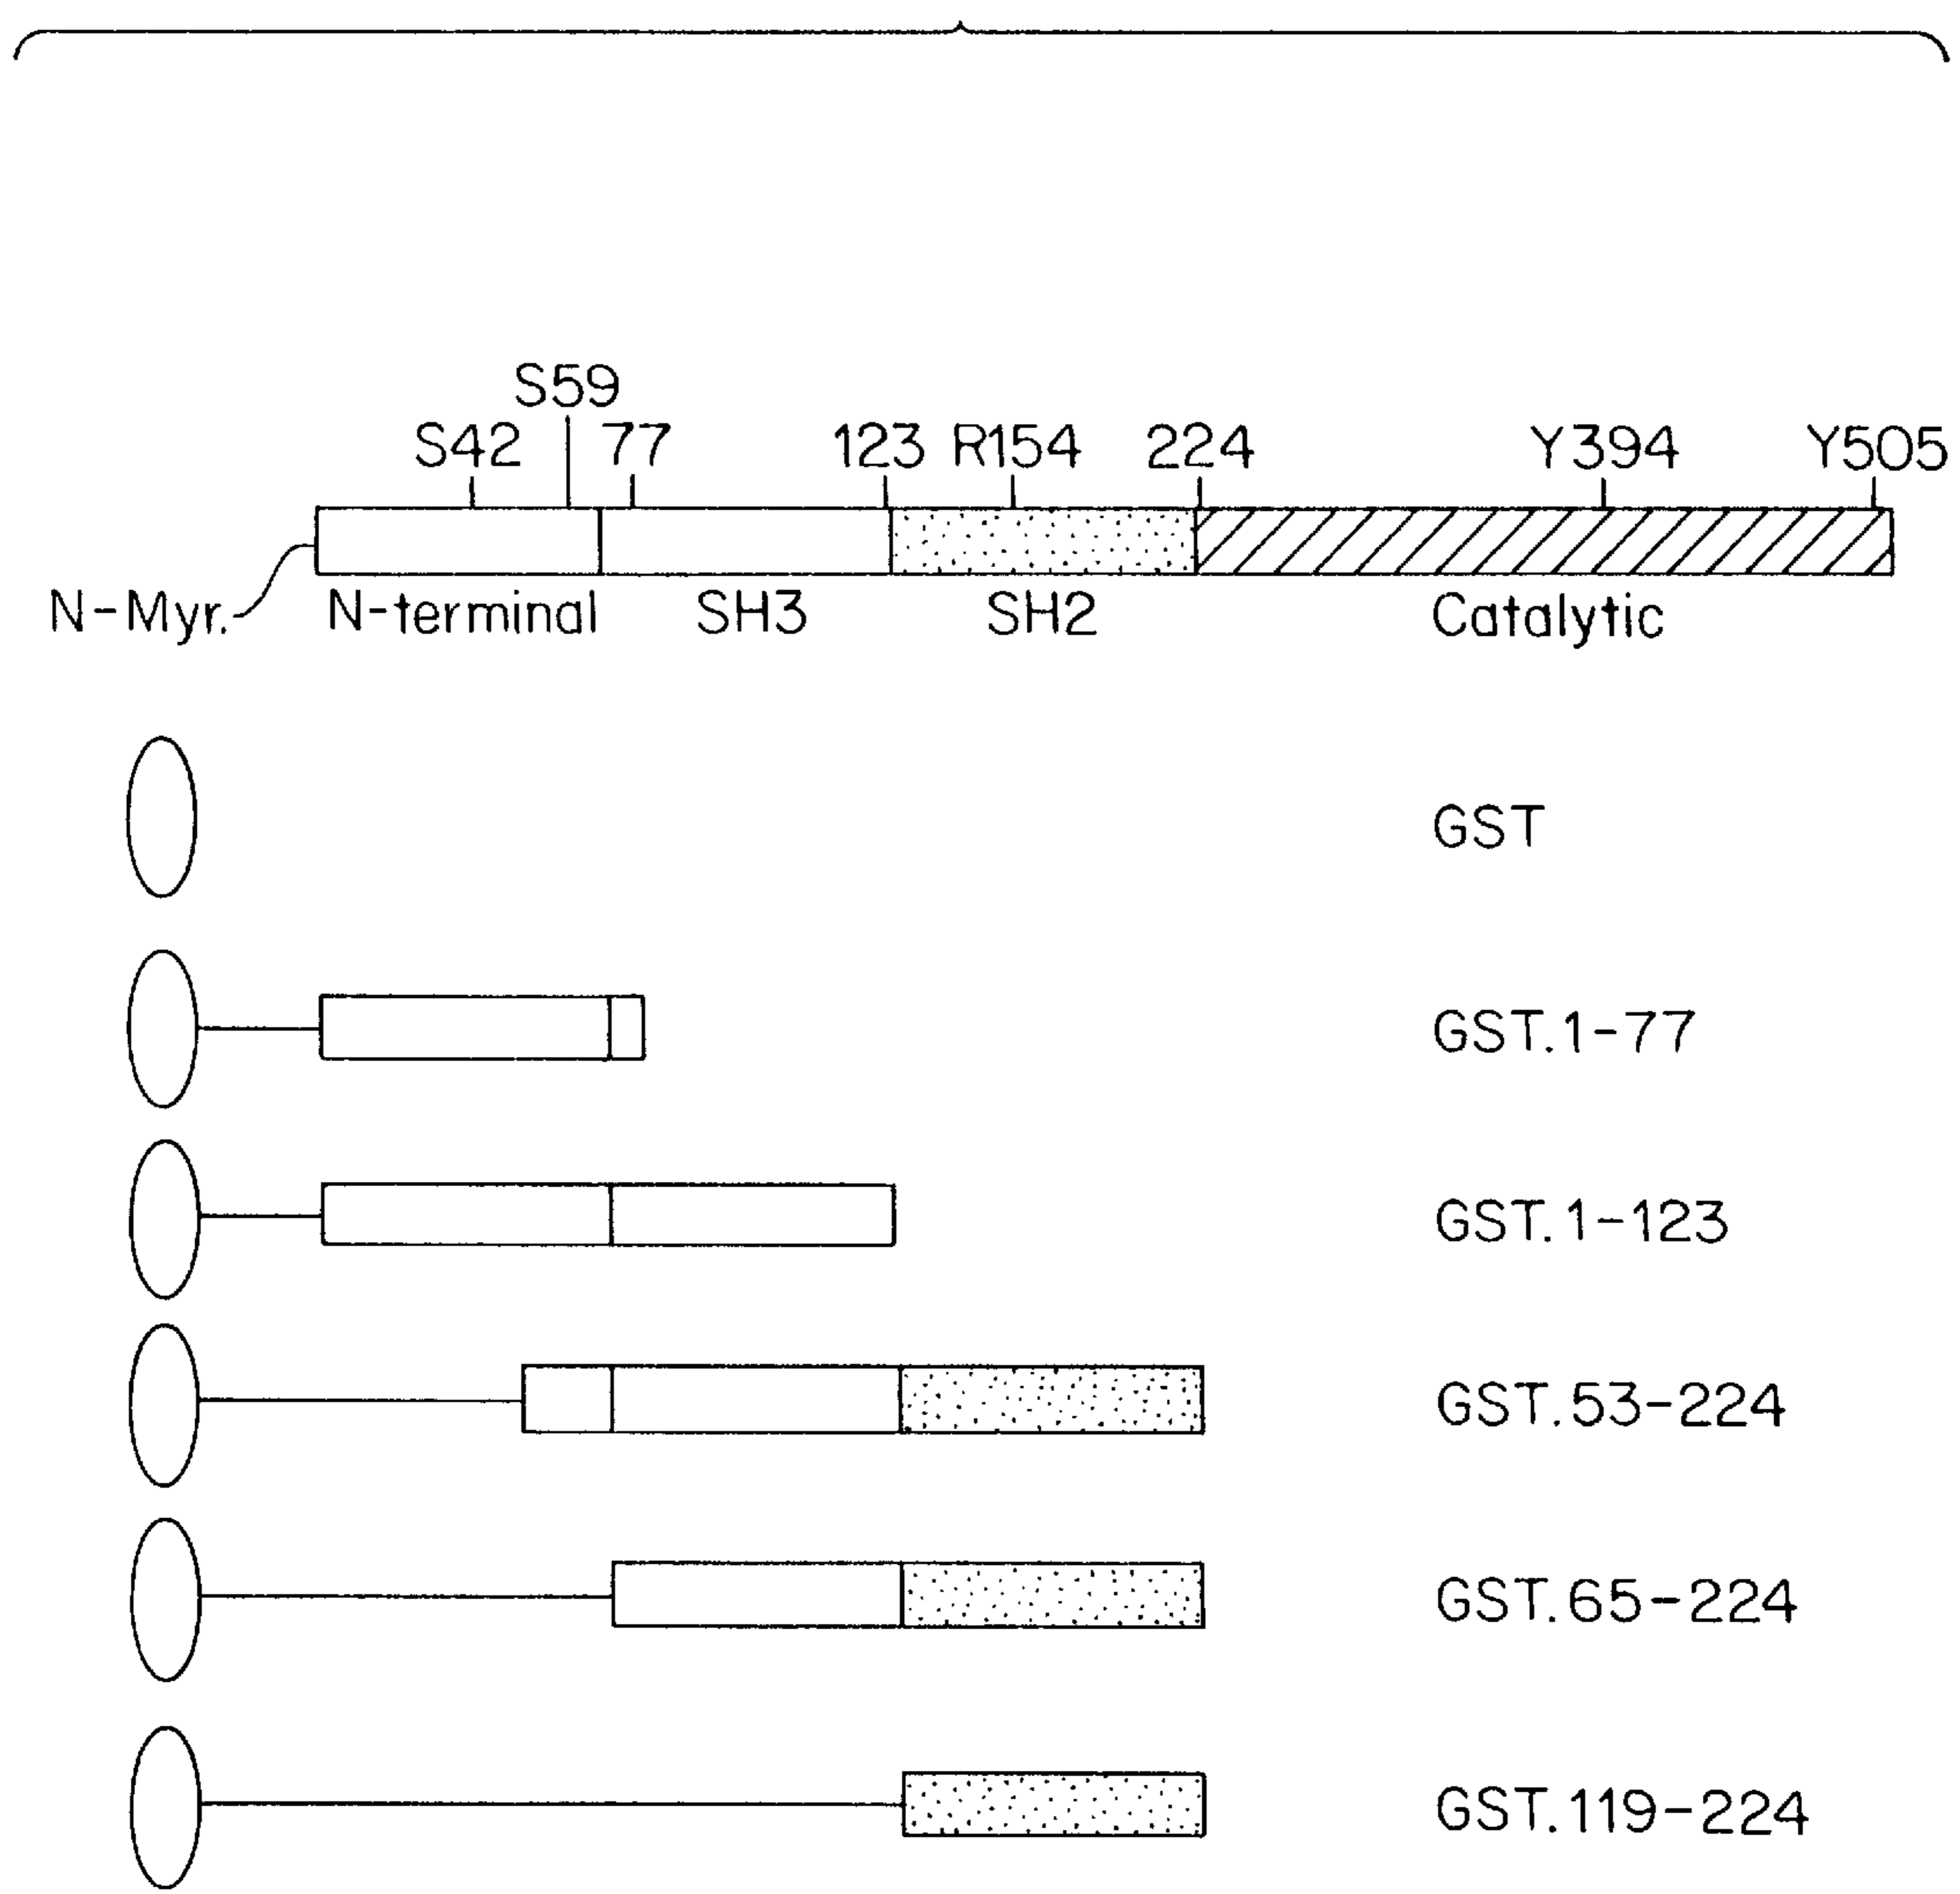 S59
S42 77 123 R154 224 Y394 Y505
N-Myr. N-terminal SH3 SH2 Catalytic
GST
GST.1-77
GST.1-123
GST.53-224
GST.65-224
GST.119-224